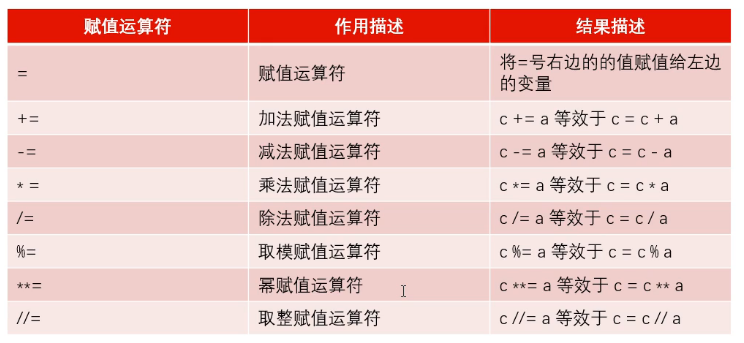 赋值运算符 作用描述 结果描述
= 赋值运算符 将=号右边的的值赋值给左边
的变量
+= 加法赋值运算符 c += a 等效于 c = c + a
-= 减法赋值运算符 c -= a 等效于 c = c - a
* = 乘法赋值运算符 c *= a 等效于 c = c * a
/= 除法赋值运算符 c /= a 等效于 c = c / a
%= 取模赋值运算符 c %= a 等效于 c = c % a
**= 幂赋值运算符 c **= a 等效于 c = c ** a
//= 取整赋值运算符 c //= a 等效于 c = c // a